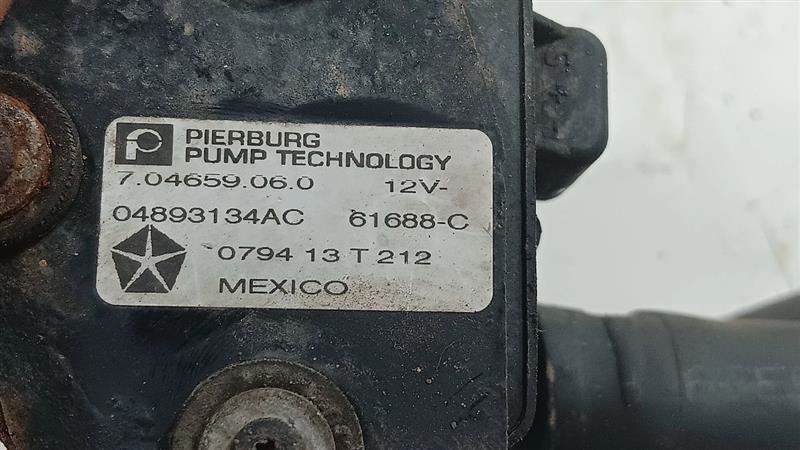 PIERBURG
PUMP TECHNOLOGY
7.04659.06.0 12V-
04893134AC 61688-C
0794 13 T 212
MEXICO